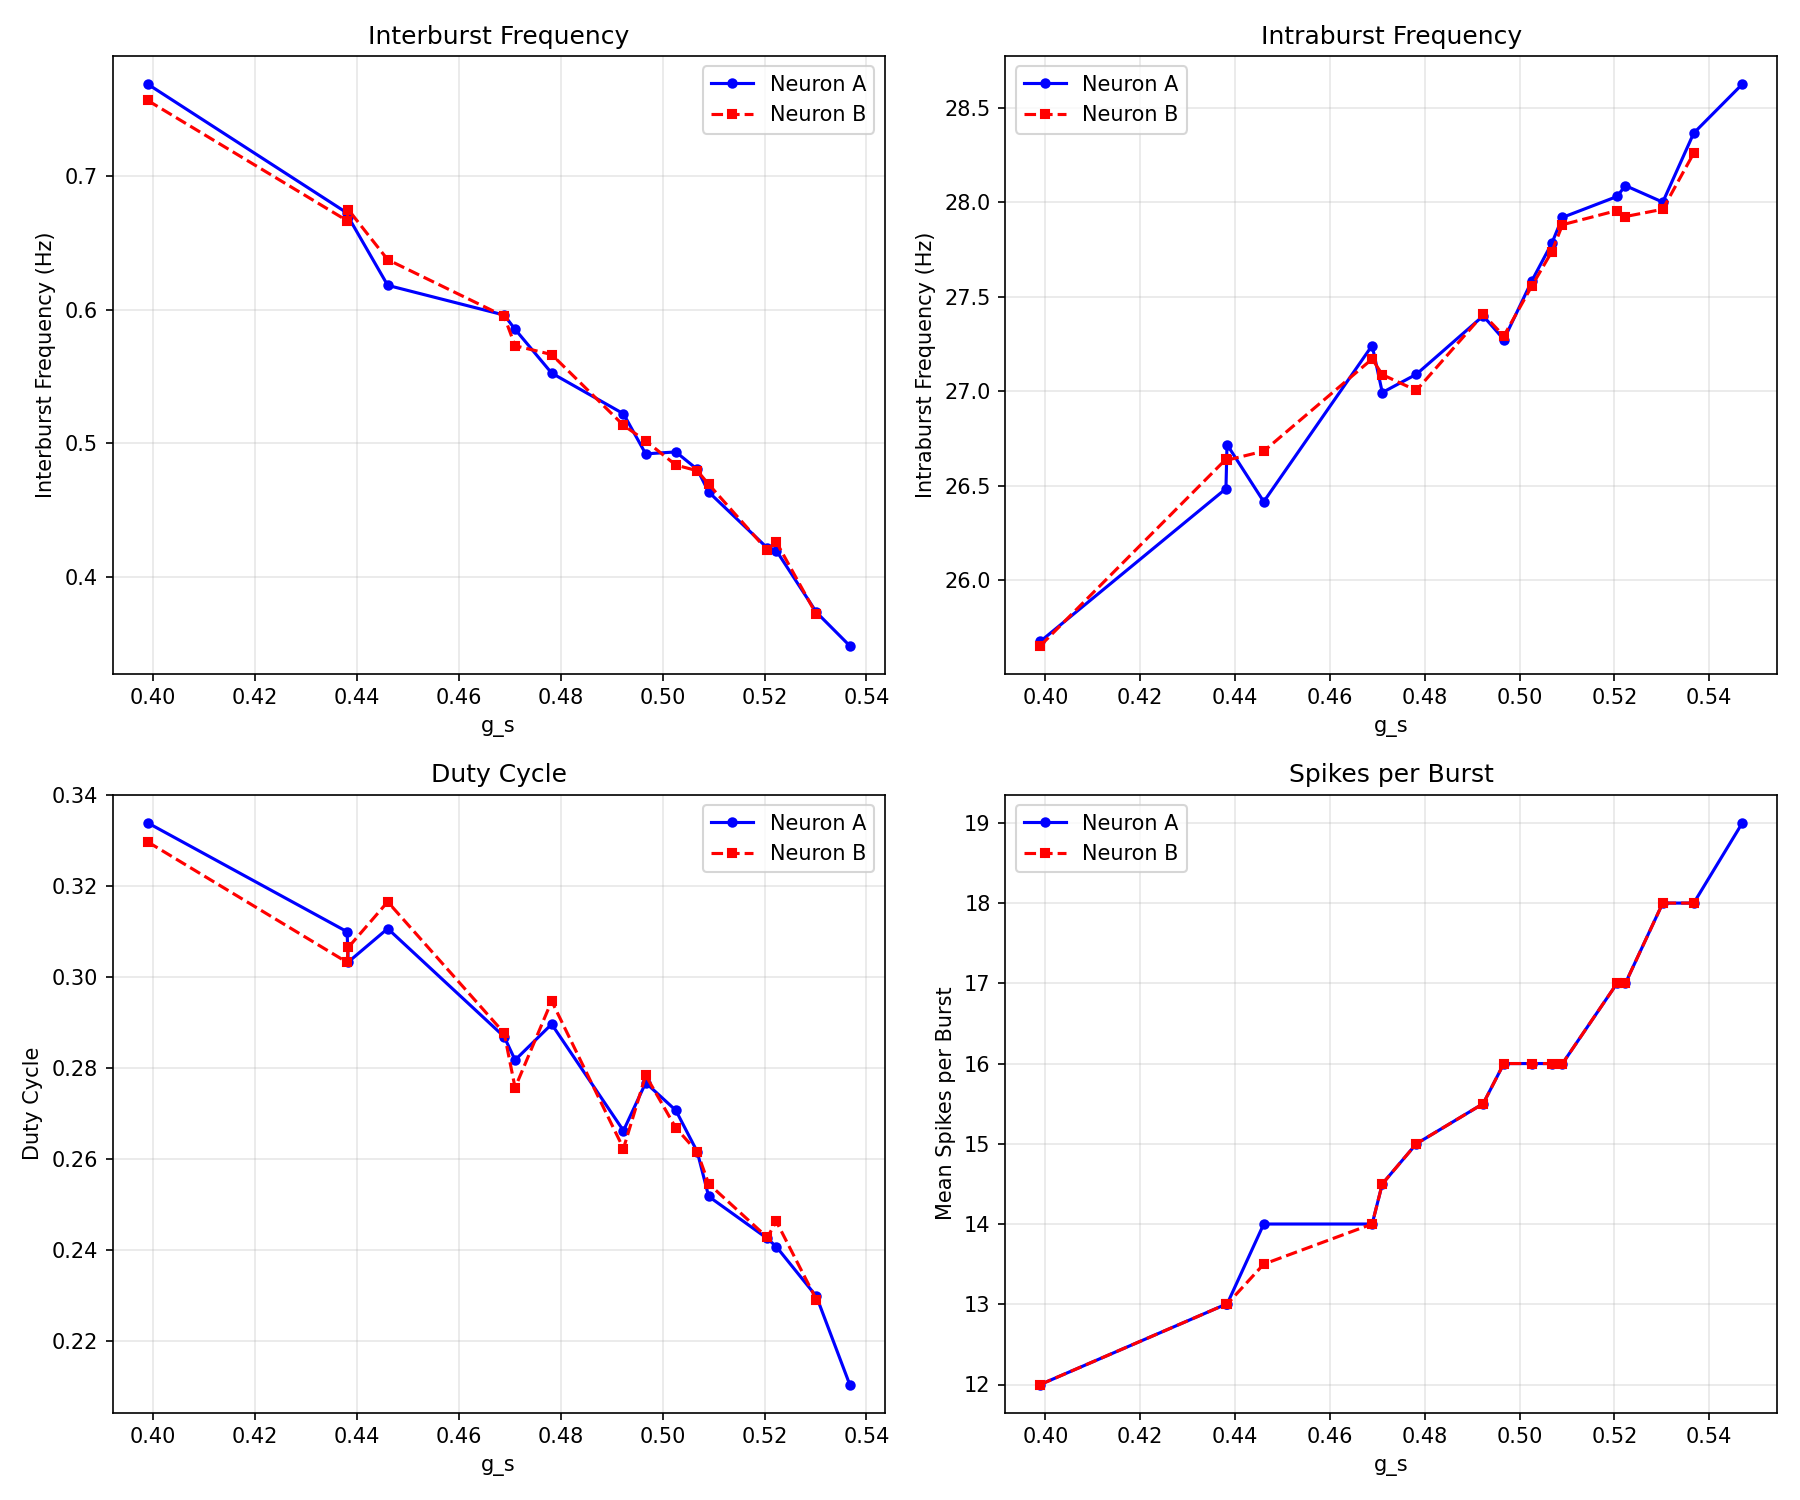 Interburst Frequency
Neuron A
Neuron B
Interburst Frequency (Hz)
0.7
0.6
0.5
0.4
0.40 0.42 0.44 0.46 0.48 0.50 0.52 0.54
g_s
Intraburst Frequency
Neuron A
Neuron B
Intraburst Frequency (Hz)
28.5
28.0
27.5
27.0
26.5
26.0
0.40 0.42 0.44 0.46 0.48 0.50 0.52 0.54
g_s
Duty Cycle
Neuron A
Neuron B
Duty Cycle
0.34
0.32
0.30
0.28
0.26
0.24
0.22
0.40 0.42 0.44 0.46 0.48 0.50 0.52 0.54
g_s
Spikes per Burst
Neuron A
Neuron B
Mean Spikes per Burst
19
18
17
16
15
14
13
12
0.40 0.42 0.44 0.46 0.48 0.50 0.52 0.54
g_s